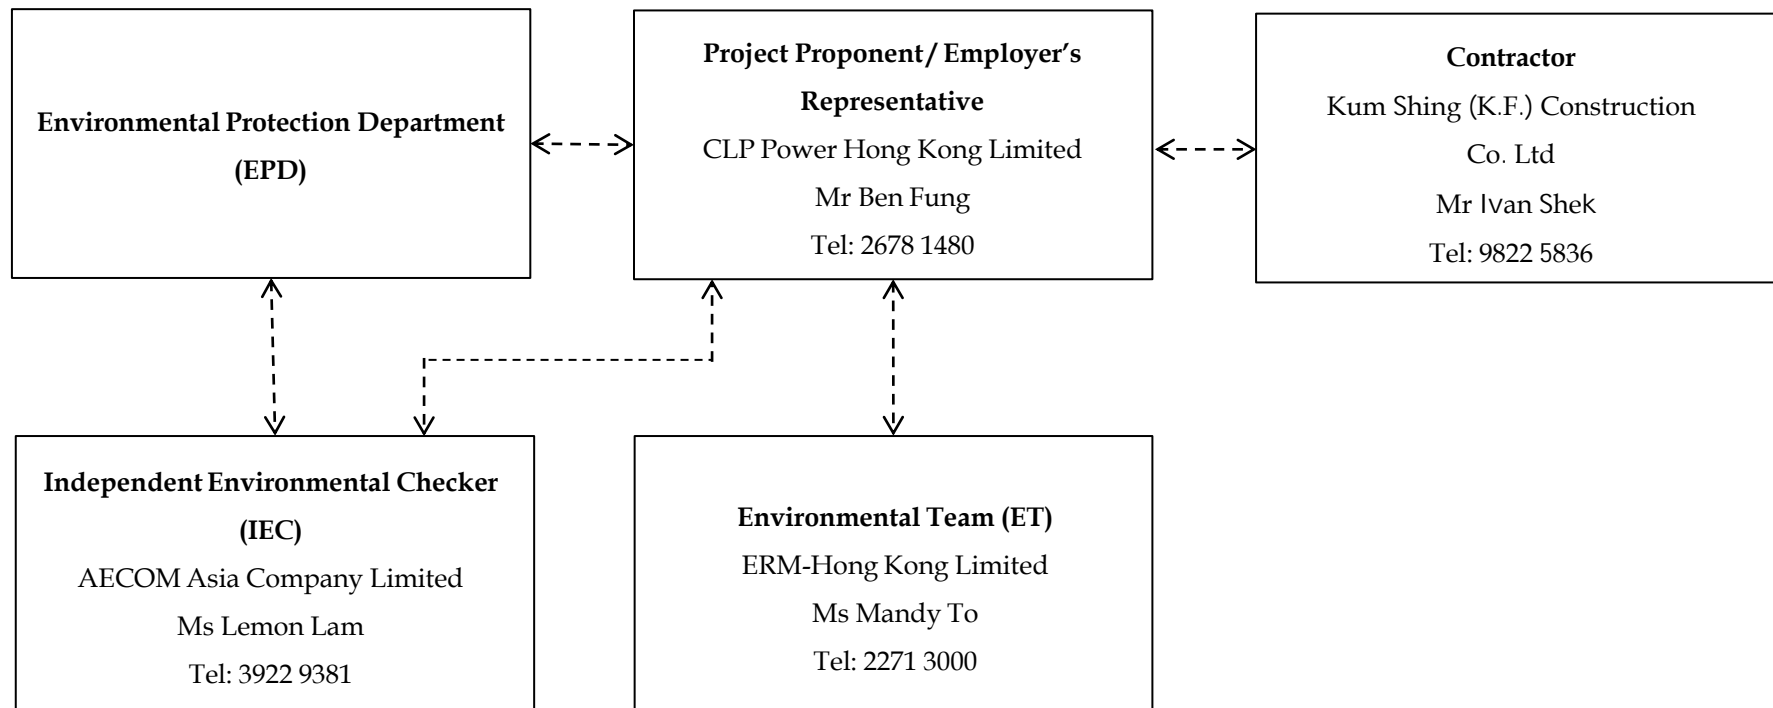 Environmental Protection Department
(EPD)
Project Proponent/ Employer’s
Representative
CLP Power Hong Kong Limited
Mr Ben Fung
Tel: 2678 1480
Contractor
Kum Shing (K.F.) Construction
Co. Ltd
Mr Ivan Shek
Tel: 9822 5836
Independent Environmental Checker
(IEC)
AECOM Asia Company Limited
Ms Lemon Lam
Tel: 3922 9381
Environmental Team (ET)
ERM-Hong Kong Limited
Ms Mandy To
Tel: 2271 3000